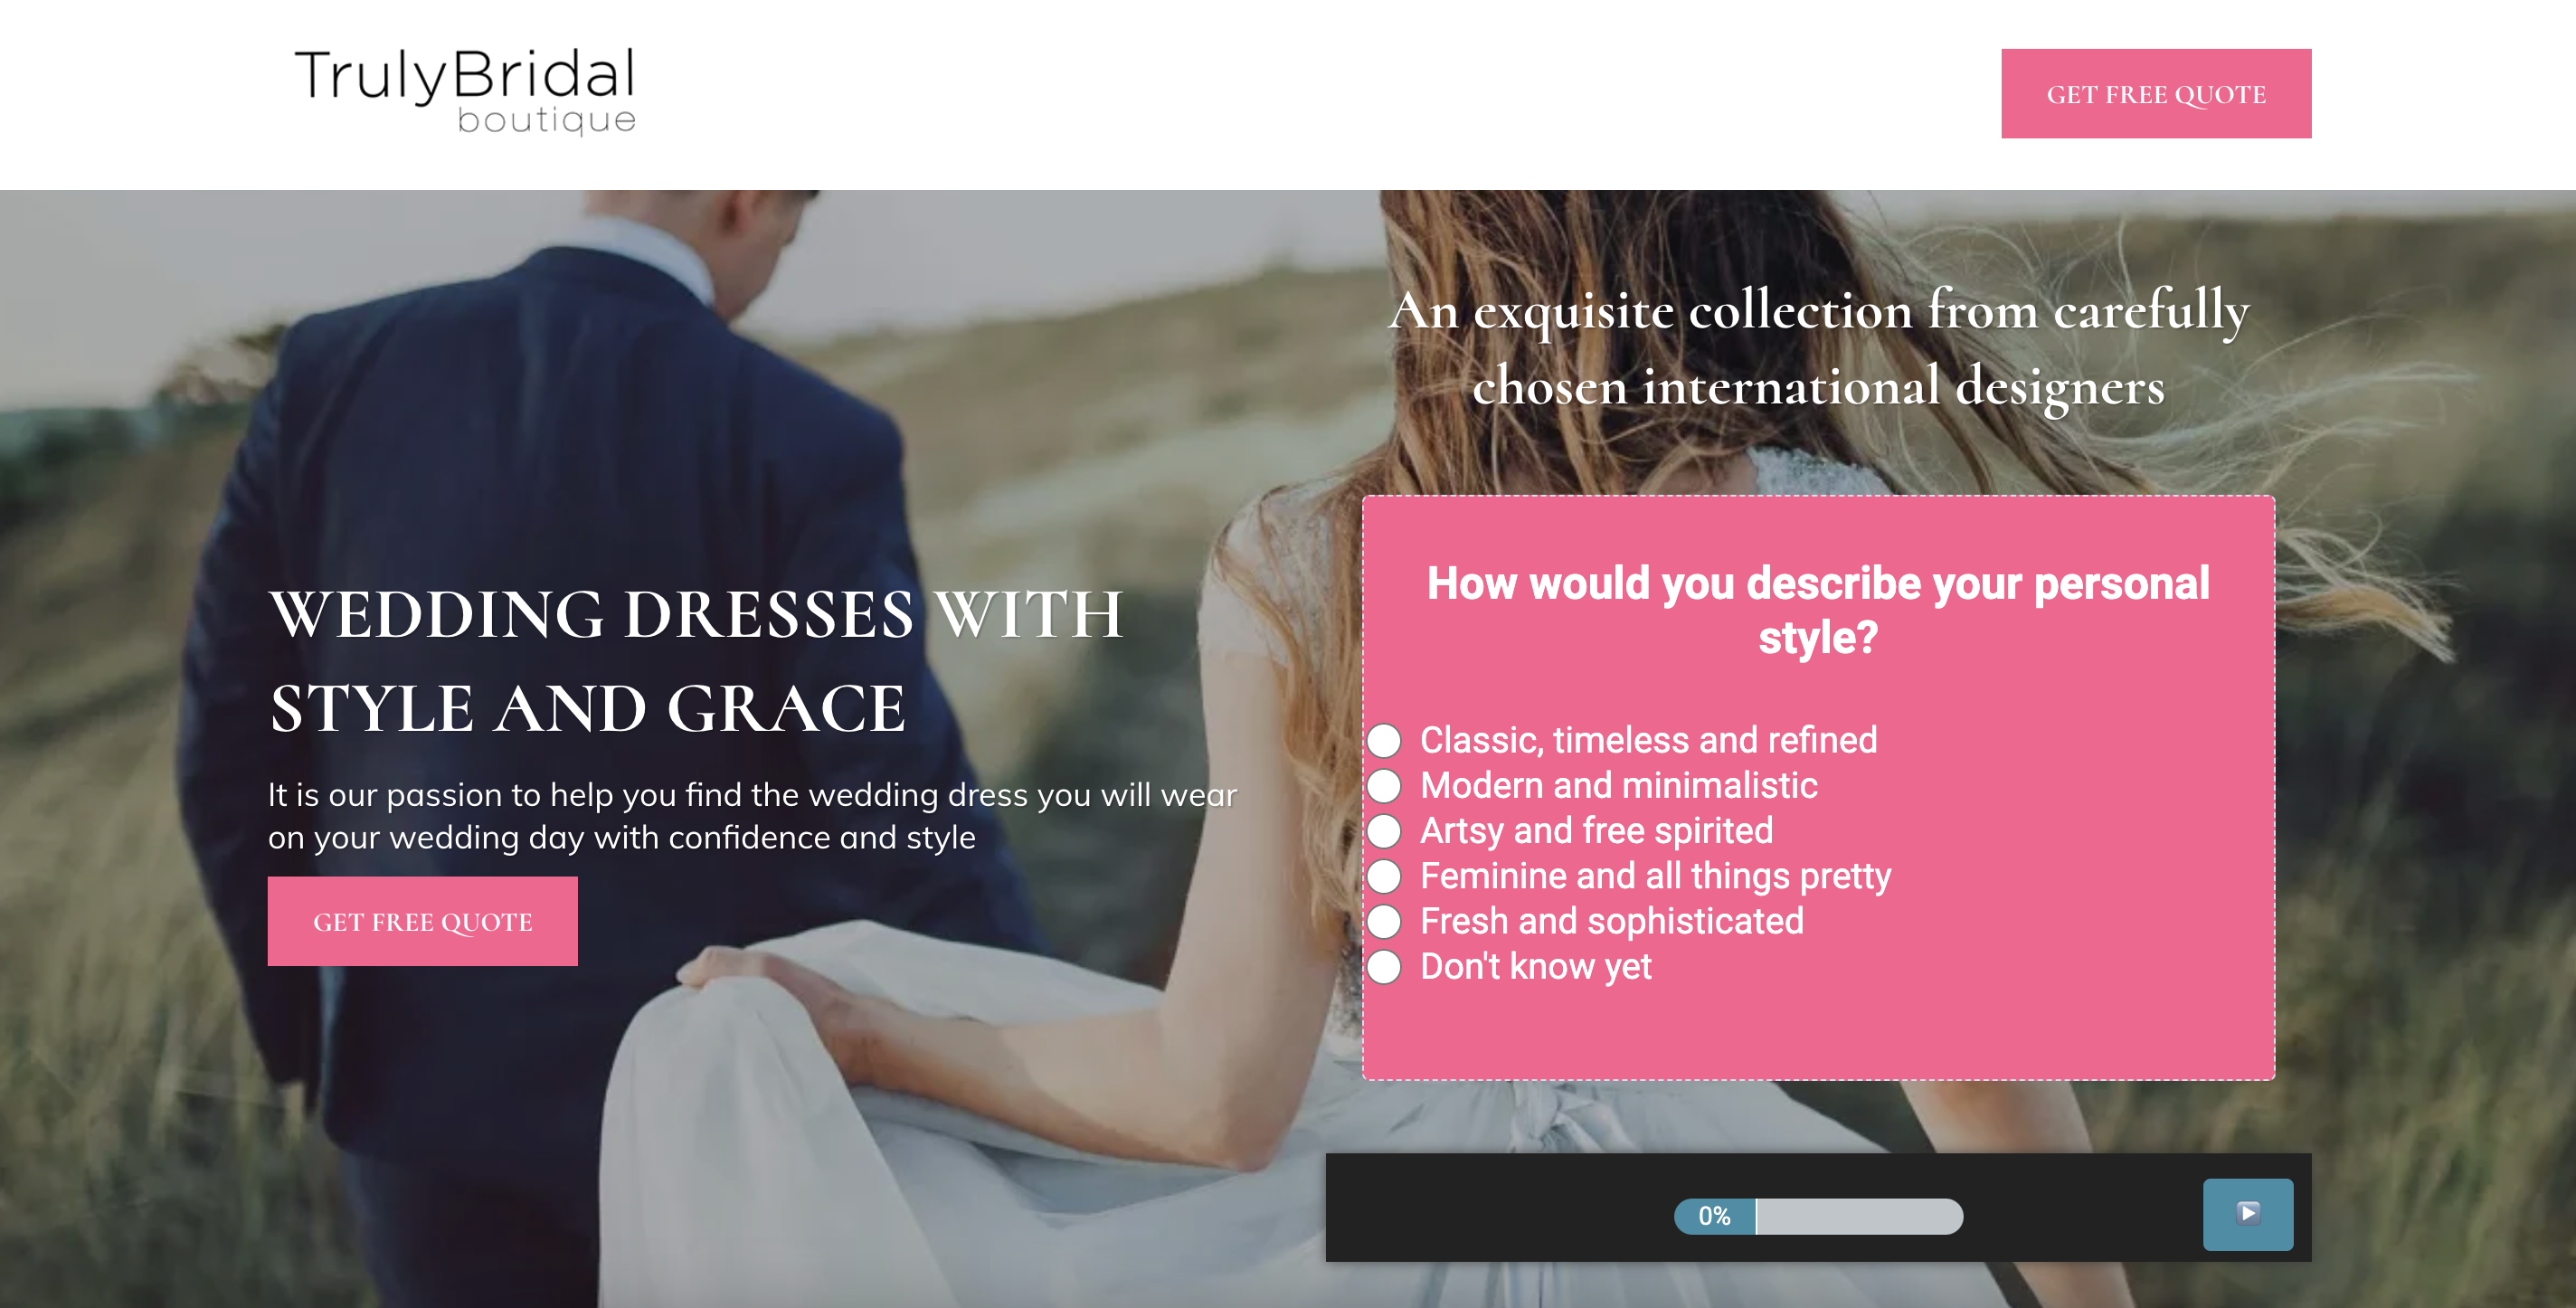 TrulyBridal
boutique
GET FREE QUOTE
An exquisite collection from carefully
chosen international designers
WEDDING DRESSES WITH
STYLE AND GRACE
It is our passion to help you find the wedding dress you will wear
on your wedding day with confidence and style
GET FREE QUOTE
How would you describe your personal
style?
Classic, timeless and refined
Modern and minimalistic
Artsy and free spirited
Feminine and all things pretty
Fresh and sophisticated
Don't know yet
0%